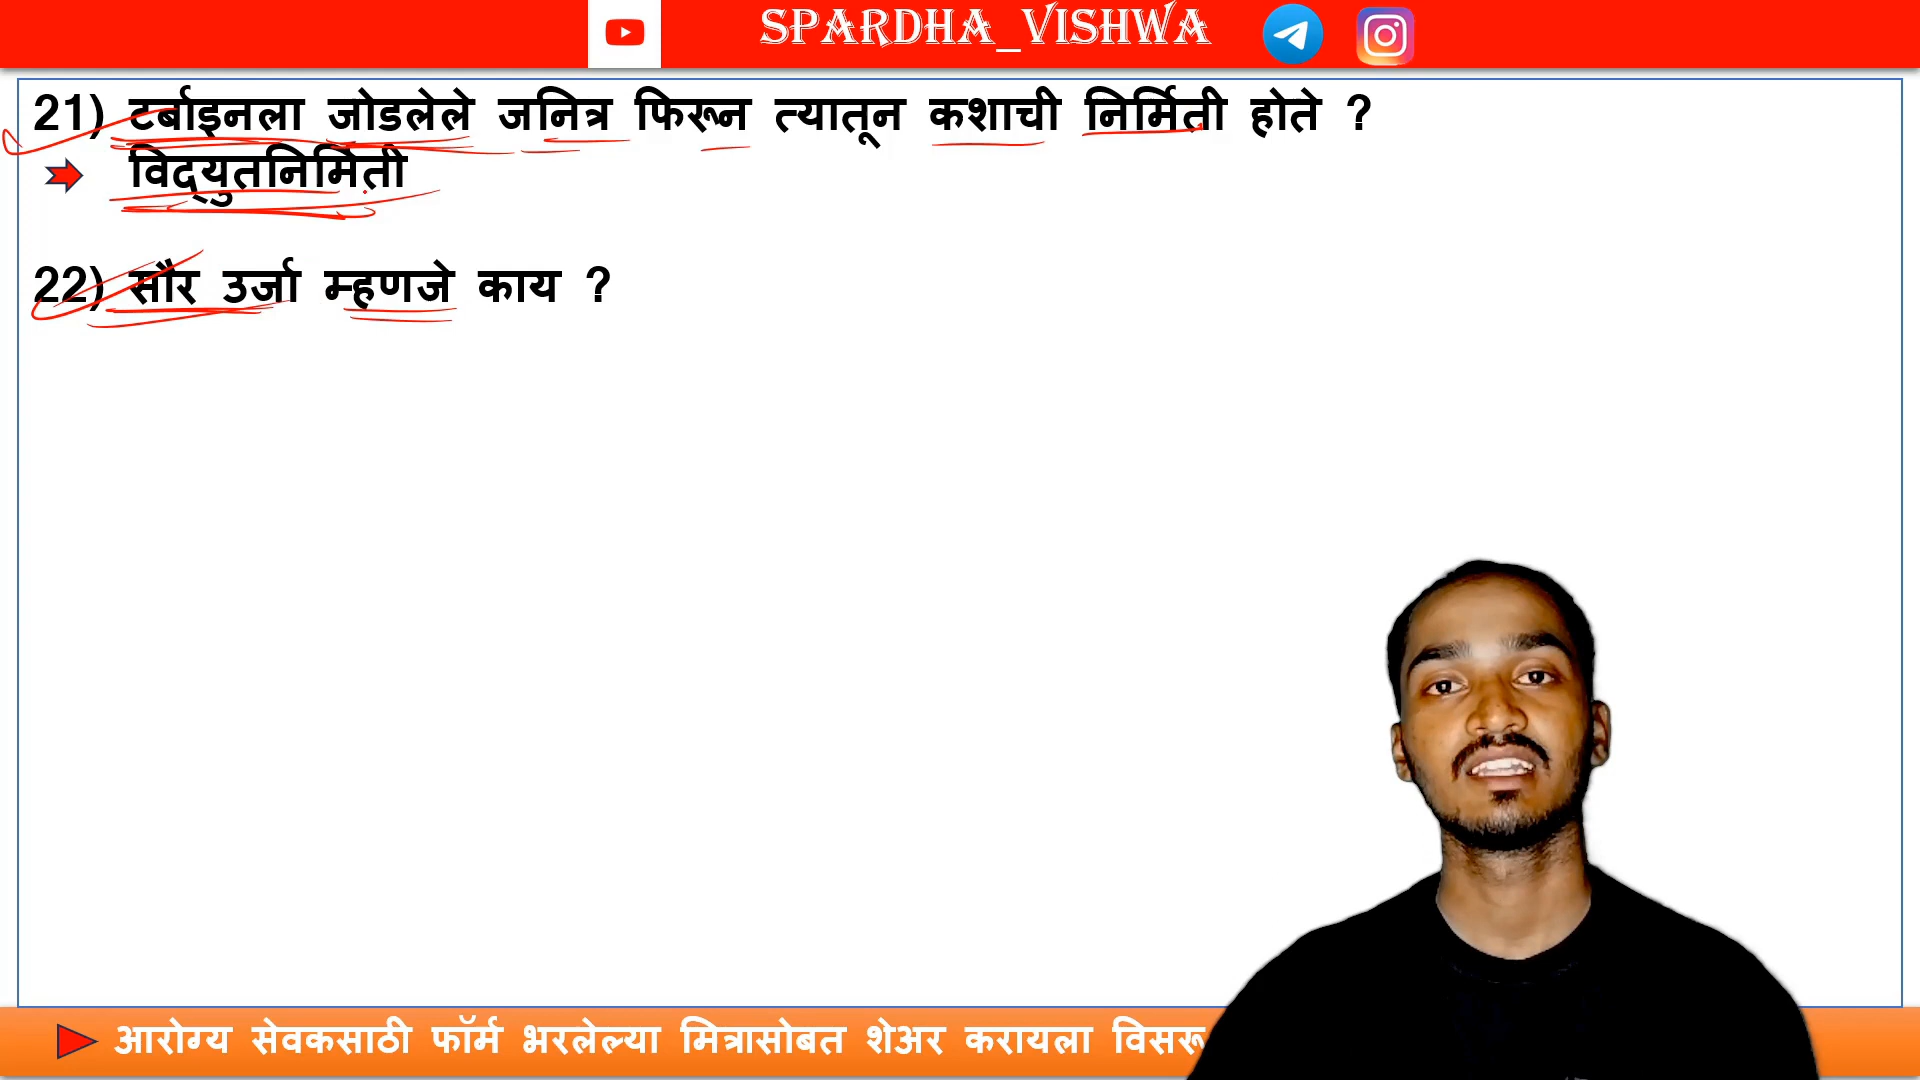 SPARDHA_VISHWA
21) टर्बाइनला जोडलेले जनित्र फिरून त्यातून कशाची निर्मिती होते ?
विद्‌युतनिर्मिती
22) सौर उर्जा म्हणजे काय ?
आरोग्य सेवकसाठी फॉर्म भरलेल्या मित्रासोबत शेअर करायला विसरू